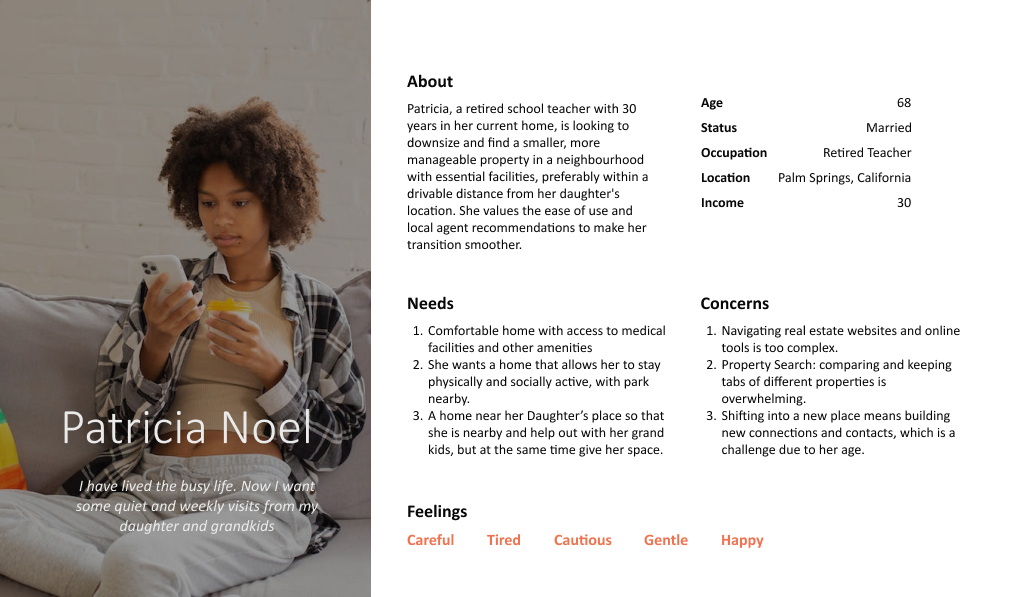 Patricia Noel
I have lived the busy life. Now I want
some quiet and weekly visits from my
daughter and grandkids
About
Patricia, a retired school teacher with 30
years in her current home, is looking to
downsize and find a smaller, more
manageable property in a neighbourhood
with essential facilities, preferably within a
drivable distance from her daughter's
location. She values the ease of use and
local agent recommendations to make her
transition smoother.
Age 68
Status Married
Occupation Retired Teacher
Location Palm Springs, California
Income 30
Needs
1. Comfortable home with access to medical
facilities and other amenities
2. She wants a home that allows her to stay
physically and socially active, with park
nearby.
3. A home near her Daughter’s place so that
she is nearby and help out with her grand
kids, but at the same time give her space.
Concerns
1. Navigating real estate websites and online
tools is too complex.
2. Property Search: comparing and keeping
tabs of different properties is
overwhelming.
3. Shifting into a new place means building
new connections and contacts, which is a
challenge due to her age.
Feelings
Careful Tired Cautious Gentle Happy